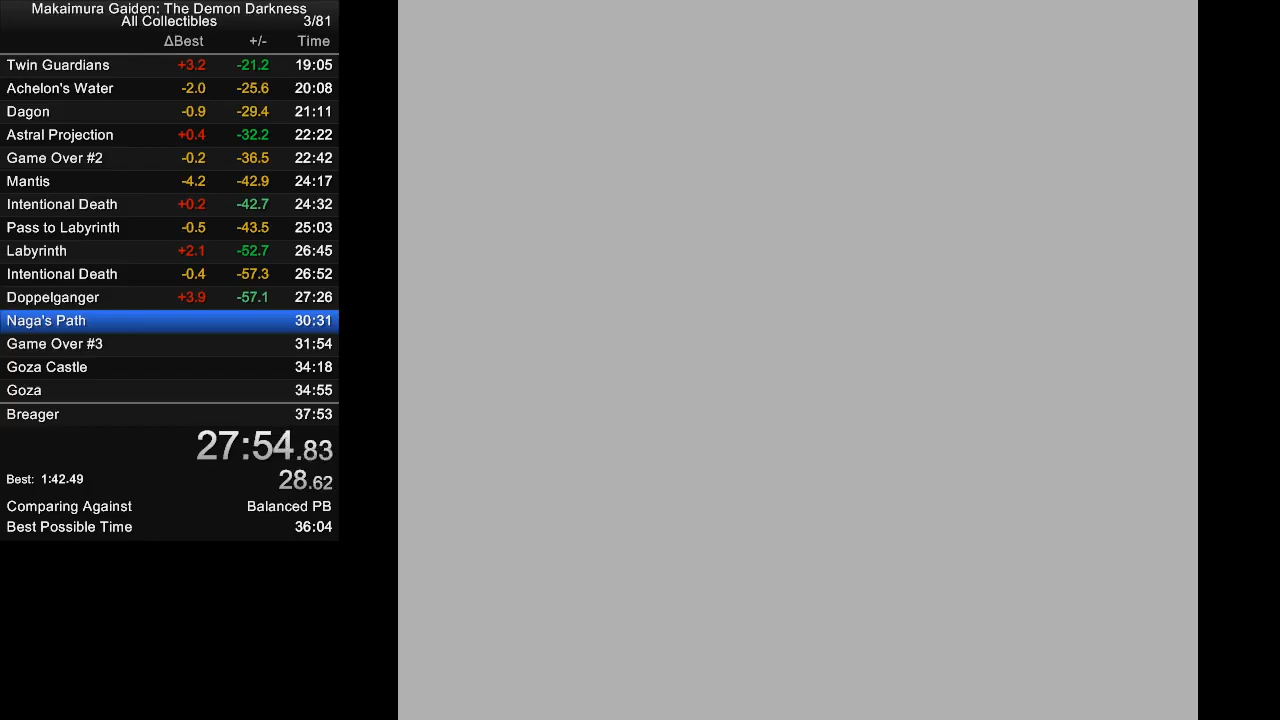 Makaimura Gaiden: The Demon Darkness
All Collectibles 3/81
ΔBest +/- Time
Twin Guardians +3.2 -21.2 19:05
Achelon's Water -2.0 -25.6 20:08
Dagon -0.9 -29.4 21:11
Astral Projection +0.4 -32.2 22:22
Game Over #2 -0.2 -36.5 22:42
Mantis -4.2 -42.9 24:17
Intentional Death +0.2 -42.7 24:32
Pass to Labyrinth -0.5 -43.5 25:03
Labyrinth +2.1 -52.7 26:45
Intentional Death -0.4 -57.3 26:52
Doppelganger +3.9 -57.1 27:26
Naga's Path 30:31
Game Over #3 31:54
Goza Castle 34:18
Goza 34:55
Breager 37:53
27:54.83
Best: 1:42.49 28.62
Comparing Against Balanced PB
Best Possible Time 36:04